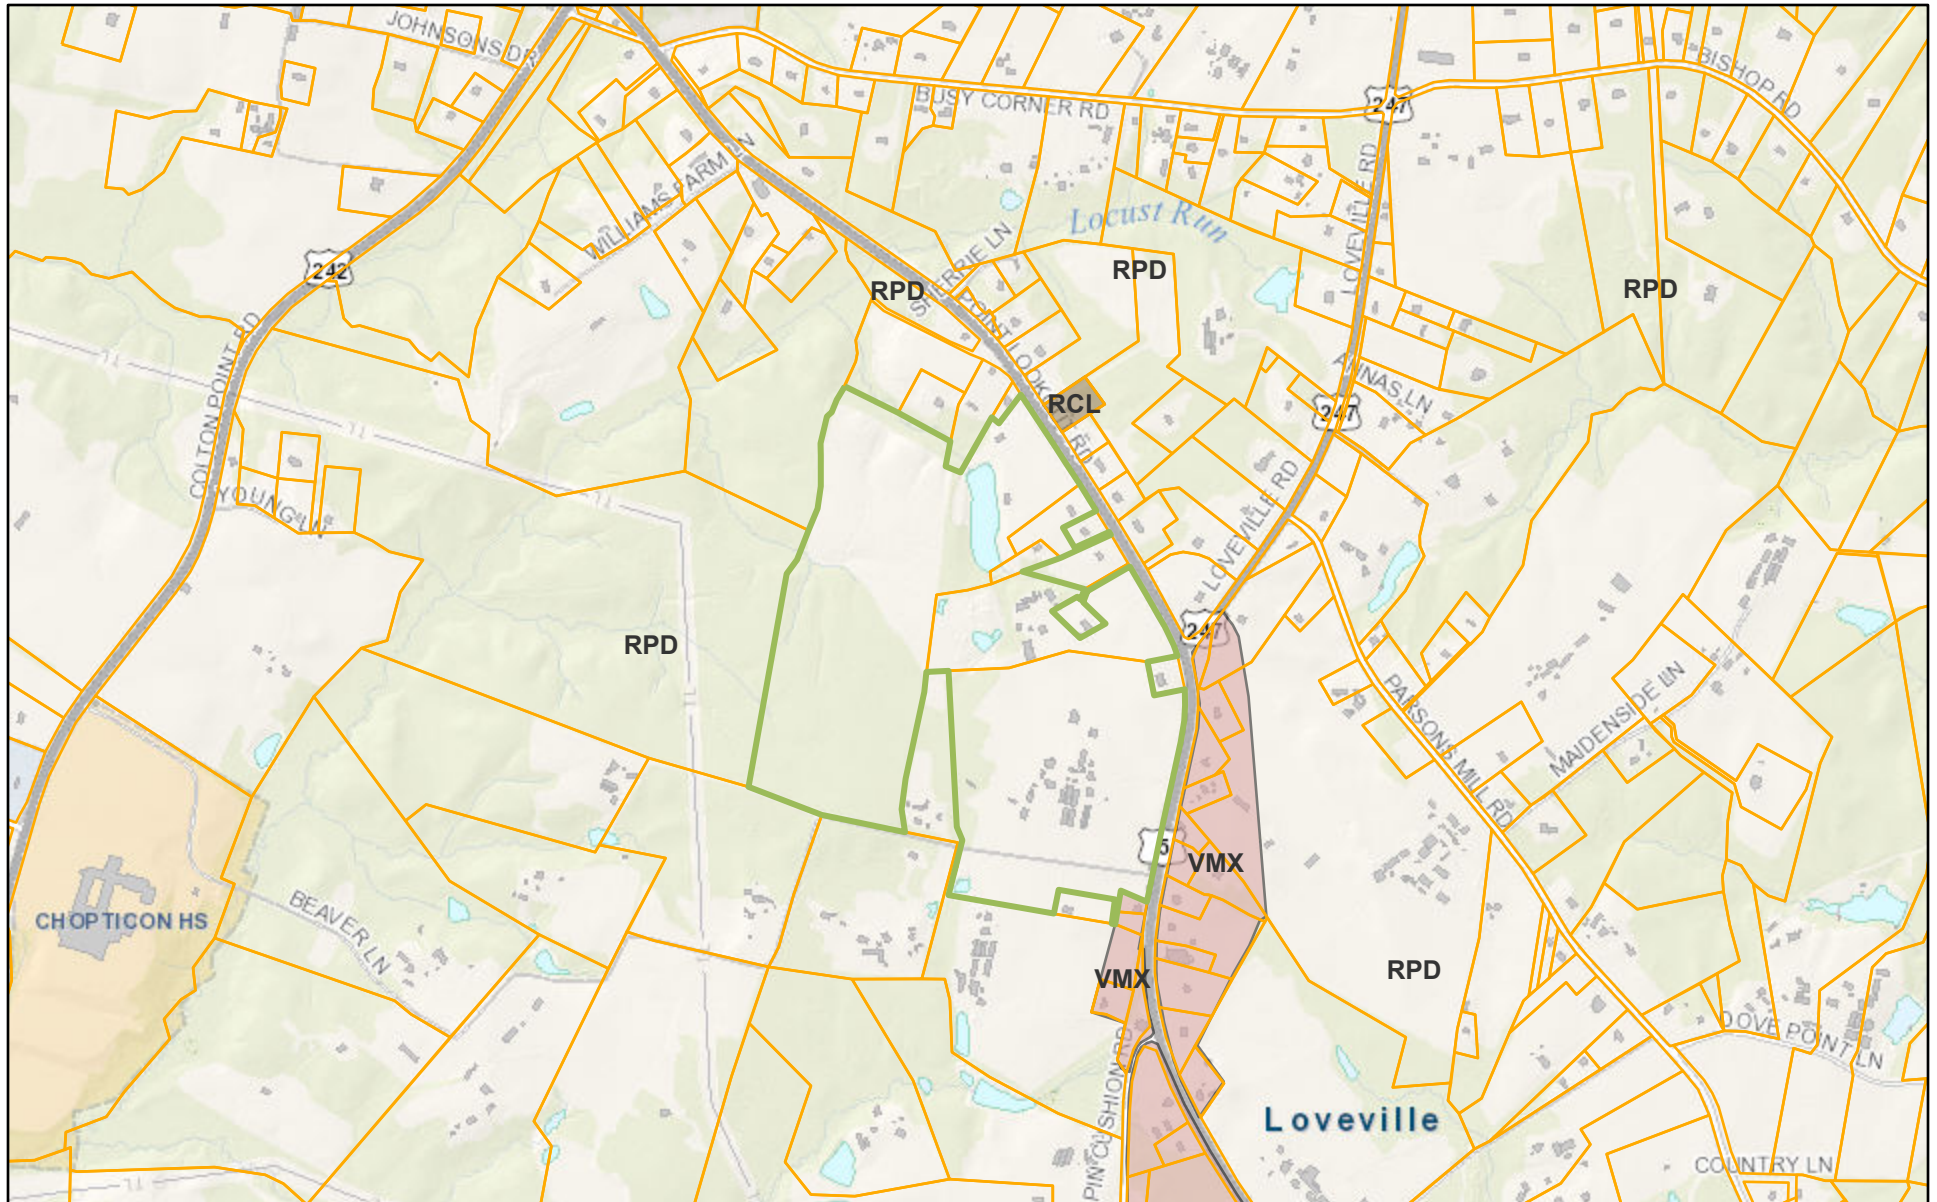 JOHNSONS DR
BUSY CORNER RD
247
BISHOP RD
WILLIAMS FARM LN
LOVEVILLE RD
Locust Run
242
SHERRIE LN
RPD
RPD
RPD
POINT LOOKOUT RD
COLTON POINT RD
ANNAS LN
RCL
247
YOUNG LN
LOVEVILLE RD
RPD
247
PARSONS MILL RD
MAIDENSIDE LN
5
VMX
CHOPTICON HS
BEAVER LN
VMX
RPD
DOVE POINT LN
PIN CUSHION RD
Loveville
COUNTRY LN